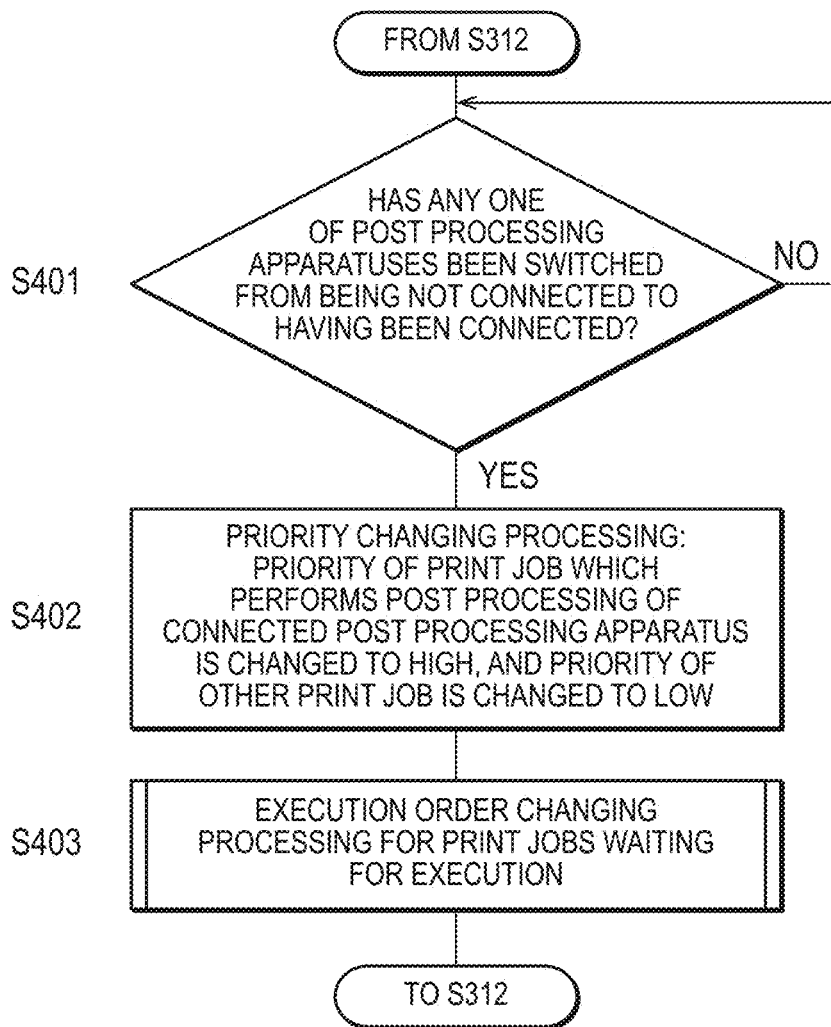 FROM S312
HAS ANY ONE
OF POST PROCESSING
APPARATUSES BEEN SWITCHED
FROM BEING NOT CONNECTED TO
HAVING BEEN CONNECTED?
NO
S401
YES
PRIORITY CHANGING PROCESSING:
PRIORITY OF PRINT JOB WHICH
PERFORMS POST PROCESSING OF
CONNECTED POST PROCESSING APPARATUS
IS CHANGED TO HIGH, AND PRIORITY OF
OTHER PRINT JOB IS CHANGED TO LOW
S402
EXECUTION ORDER CHANGING
PROCESSING FOR PRINT JOBS WAITING
FOR EXECUTION
S403
TO S312